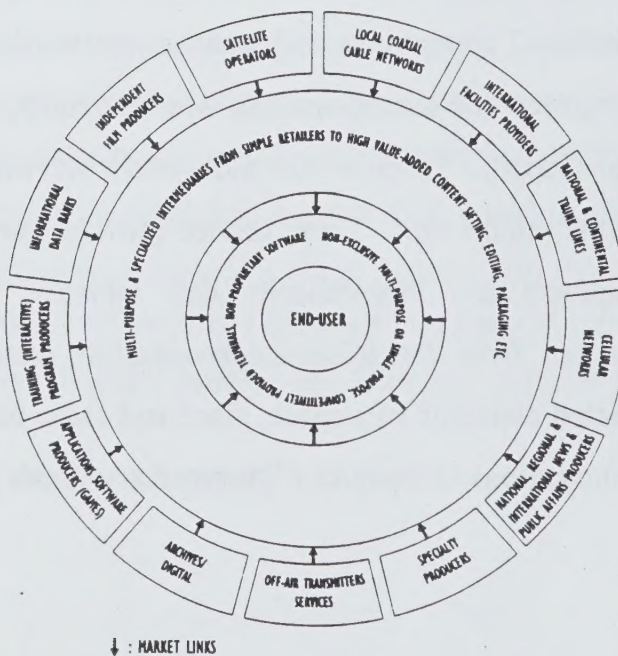 SATTELITE
OPERATORS
LOCAL COAXIAL
CABLE NETWORKS
INTERNATIONAL
FACILITIES PROVIDERS
NATIONAL & CONTINENTAL
TRUNK LINES
CELLULAR
NETWORKS
NATIONAL, REGIONAL &
INTERNATIONAL NEWS &
PUBLIC AFFAIRS PRODUCERS
SPECIALTY
PRODUCERS
OFF-AIR TRANSMITTERS
SERVICES
ARCHIVES/
DIGITAL
APPLICATIONS SOFTWARE
PRODUCERS (GAMES)
TRAINING (INTERACTIVE)
PROGRAM PRODUCERS
INFORMATIONAL
DATA BANKS
INDEPENDENT
FILM PRODUCERS
MULTI-PURPOSE & SPECIALIZED INTERMEDIARIES FROM SIMPLE RETAILERS TO HIGH VALUE-ADDED CONTENT SIFTING, EDITING, PACKAGING ETC
NON-EXCLUSIVE MULTI-PURPOSE OR SINGLE PURPOSE, COMPETITIVELY PROVIDED TERMINALS, NON-PROPRIETARY SOFTWARE
END-USER
↓ : MARKET LINKS